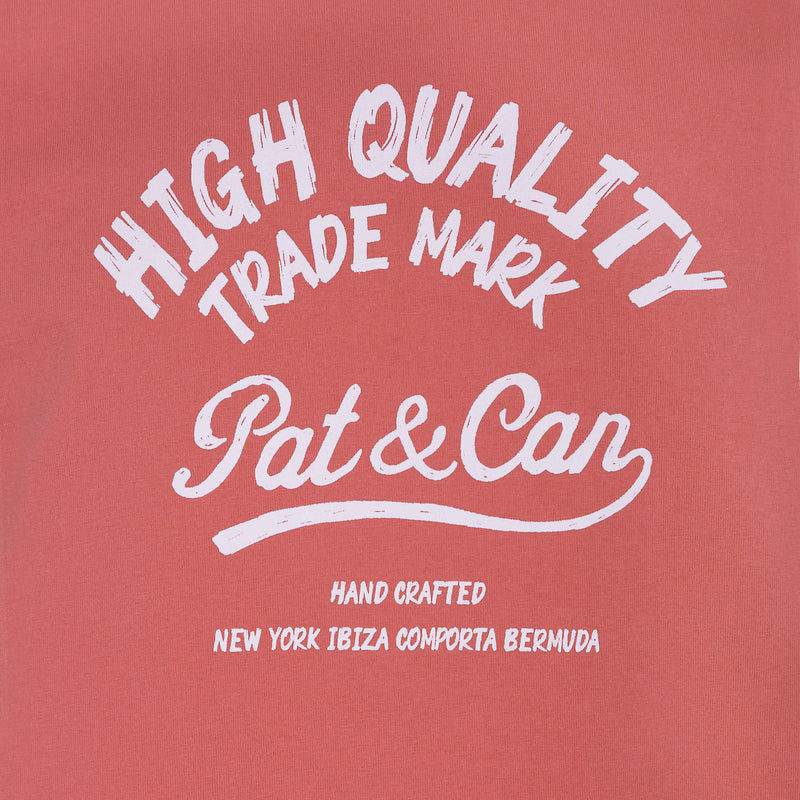 HIGH QUALITY
TRADE MARK
Pat & Can
HAND CRAFTED
NEW YORK IBIZA COMPORTA BERMUDA